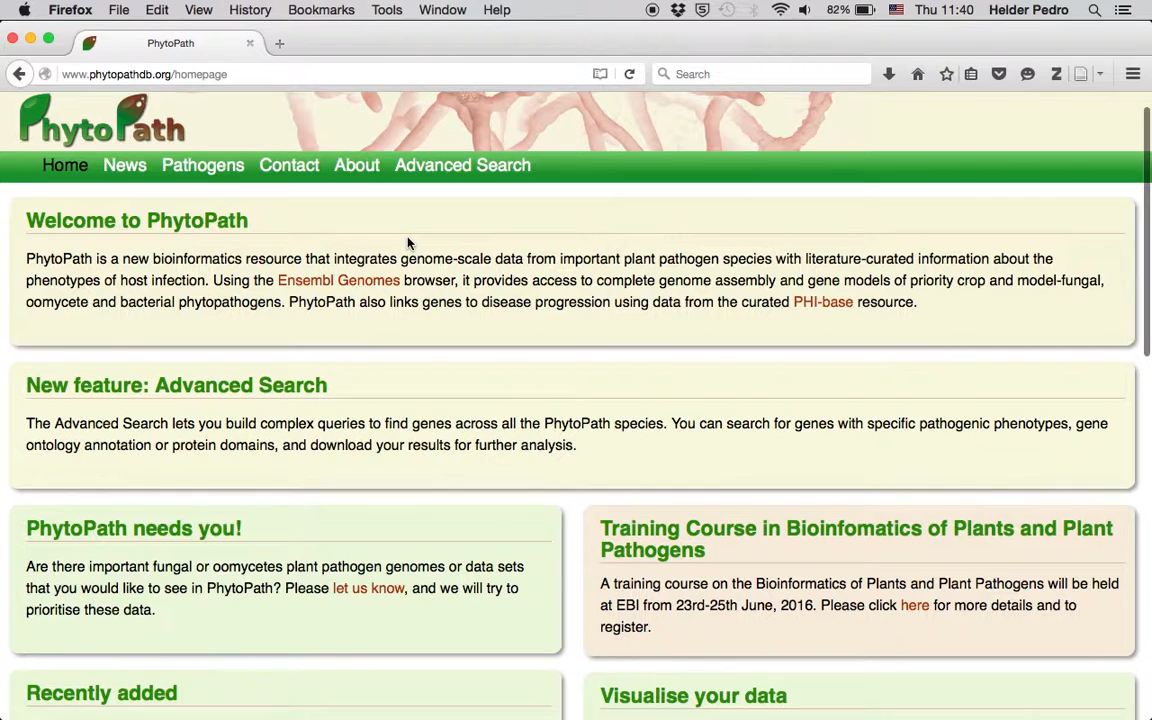 Firefox File Edit View History Bookmarks Tools Window Help 82% Thu 11:40 Helder Pedro
PhytoPath
www.phytopathdb.org/homepage Search
PhytoPath
Home News Pathogens Contact About Advanced Search
Welcome to PhytoPath
PhytoPath is a new bioinformatics resource that integrates genome-scale data from important plant pathogen species with literature-curated information about the
phenotypes of host infection. Using the Ensembl Genomes browser, it provides access to complete genome assembly and gene models of priority crop and model-fungal,
oomycete and bacterial phytopathogens. PhytoPath also links genes to disease progression using data from the curated PHI-base resource.
New feature: Advanced Search
The Advanced Search lets you build complex queries to find genes across all the PhytoPath species. You can search for genes with specific pathogenic phenotypes, gene
ontology annotation or protein domains, and download your results for further analysis.
PhytoPath needs you!
Are there important fungal or oomycetes plant pathogen genomes or data sets
that you would like to see in PhytoPath? Please let us know, and we will try to
prioritise these data.
Training Course in Bioinfomatics of Plants and Plant
Pathogens
A training course on the Bioinformatics of Plants and Plant Pathogens will be held
at EBI from 23rd-25th June, 2016. Please click here for more details and to
register.
Recently added
Visualise your data